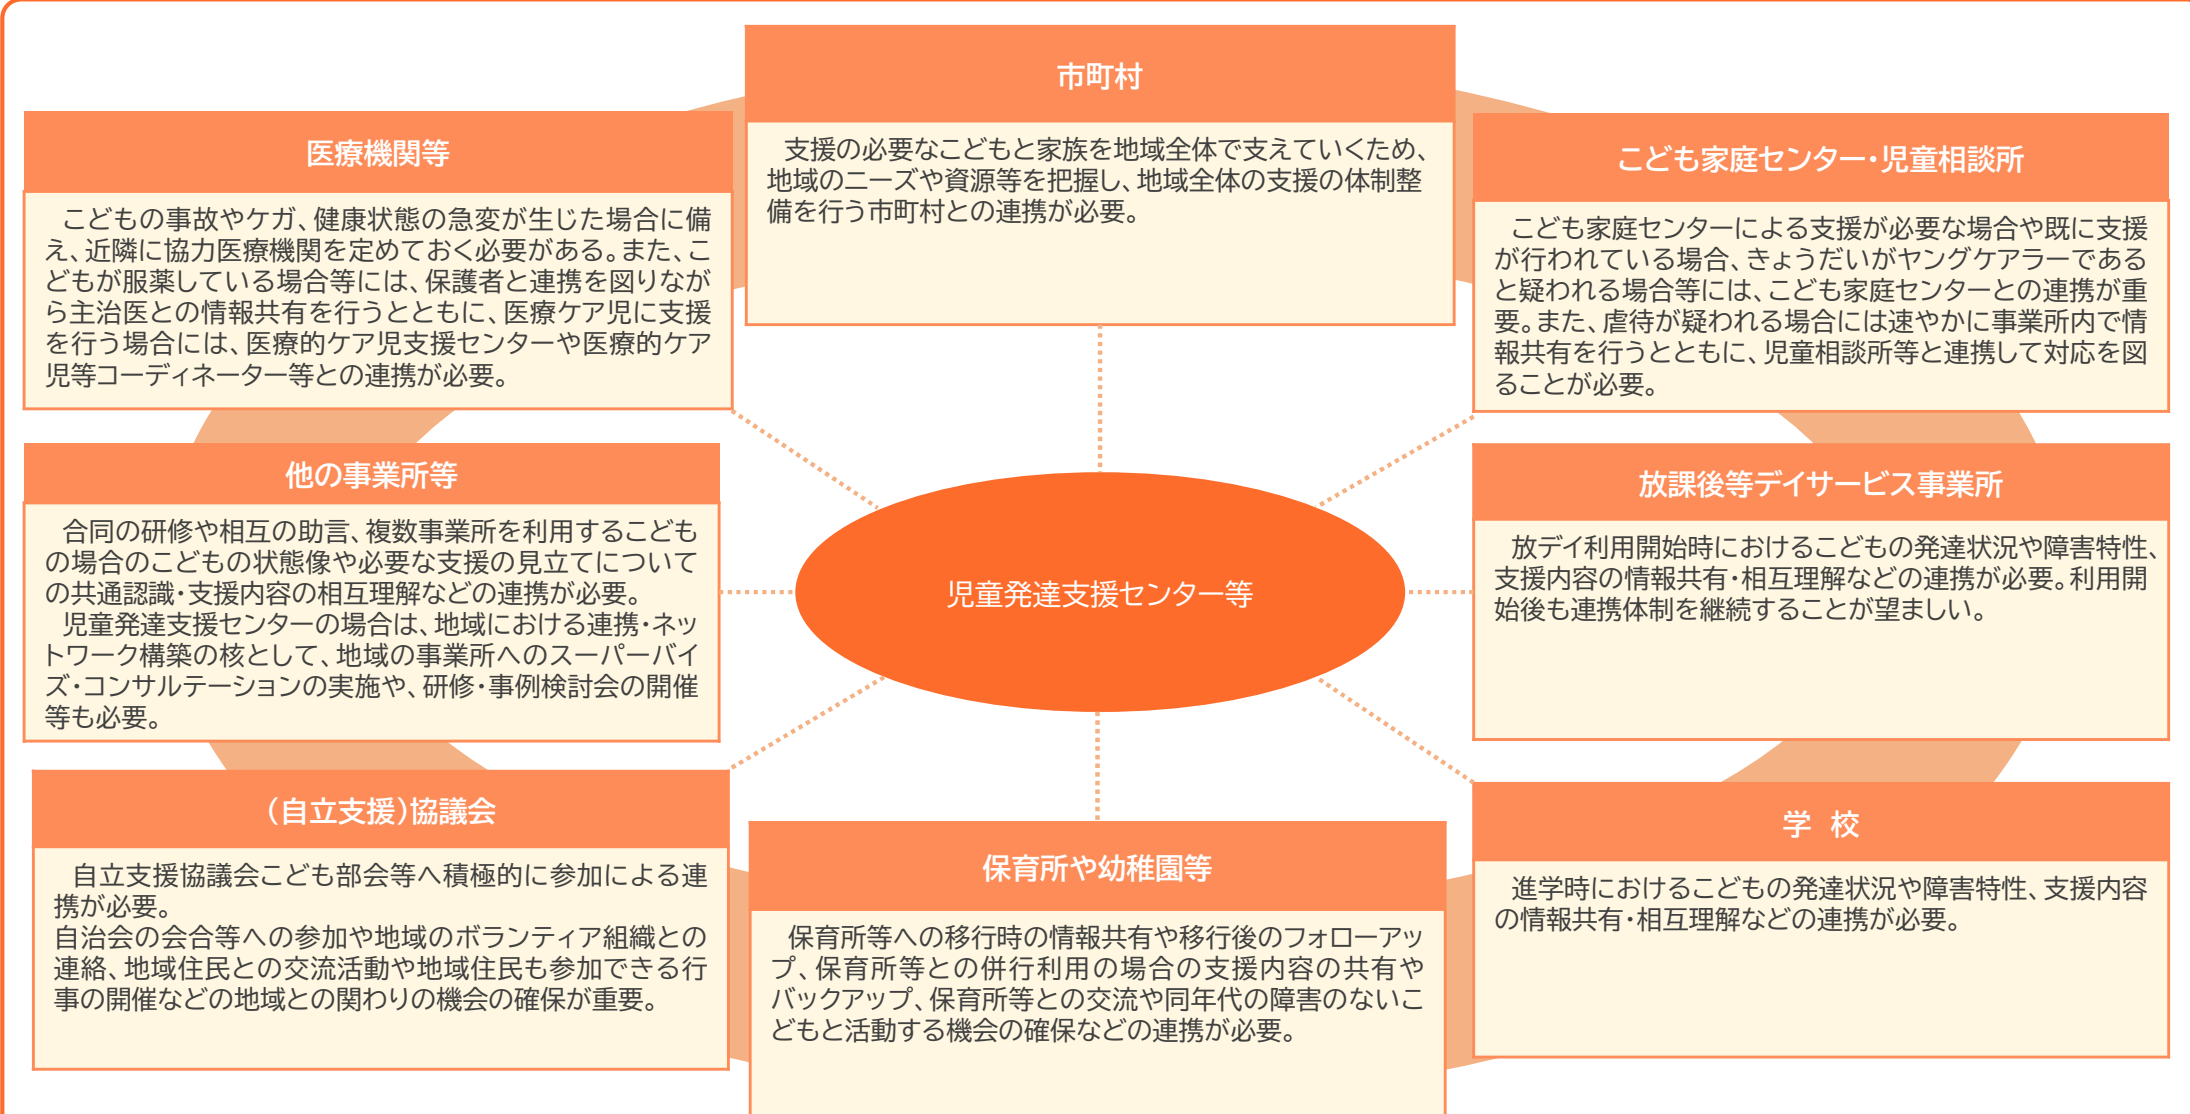 市町村
支援の必要なこどもと家族を地域全体で支えていくため、
地域のニーズや資源等を把握し、地域全体の支援の体制整
備を行う市町村との連携が必要。
医療機関等
こどもの事故やケガ、健康状態の急変が生じた場合に備
え、近隣に協力医療機関を定めておく必要がある。また、こ
どもが服薬している場合等には、保護者と連携を図りなが
ら主治医との情報共有を行うとともに、医療ケア児に支援
を行う場合には、医療的ケア児支援センターや医療的ケア
児等コーディネーター等との連携が必要。
こども家庭センター・児童相談所
こども家庭センターによる支援が必要な場合や既に支援
が行われている場合、きょうだいがヤングケアラーである
と疑われる場合等には、こども家庭センターとの連携が重
要。また、虐待が疑われる場合には速やかに事業所内で情
報共有を行うとともに、児童相談所等と連携して対応を図
ることが必要。
他の事業所等
合同の研修や相互の助言、複数事業所を利用するこども
の場合のこどもの状態像や必要な支援の見立てについて
の共通認識・支援内容の相互理解などの連携が必要。
児童発達支援センターの場合は、地域における連携・ネッ
トワーク構築の核として、地域の事業所へのスーパーバイ
ズ・コンサルテーションの実施や、研修・事例検討会の開催
等も必要。
児童発達支援センター等
放課後等デイサービス事業所
放デイ利用開始時におけるこどもの発達状況や障害特性、
支援内容の情報共有・相互理解などの連携が必要。利用開
始後も連携体制を継続することが望ましい。
（自立支援）協議会
自立支援協議会こども部会等へ積極的に参加による連
携が必要。
自治会の会合等への参加や地域のボランティア組織との
連絡、地域住民との交流活動や地域住民も参加できる行
事の開催などの地域との関わりの機会の確保が重要。
保育所や幼稚園等
保育所等への移行時の情報共有や移行後のフォローアッ
プ、保育所等との併行利用の場合の支援内容の共有や
バックアップ、保育所等との交流や同年代の障害のないこ
どもと活動する機会の確保などの連携が必要。
学 校
進学時におけるこどもの発達状況や障害特性、支援内容
の情報共有・相互理解などの連携が必要。